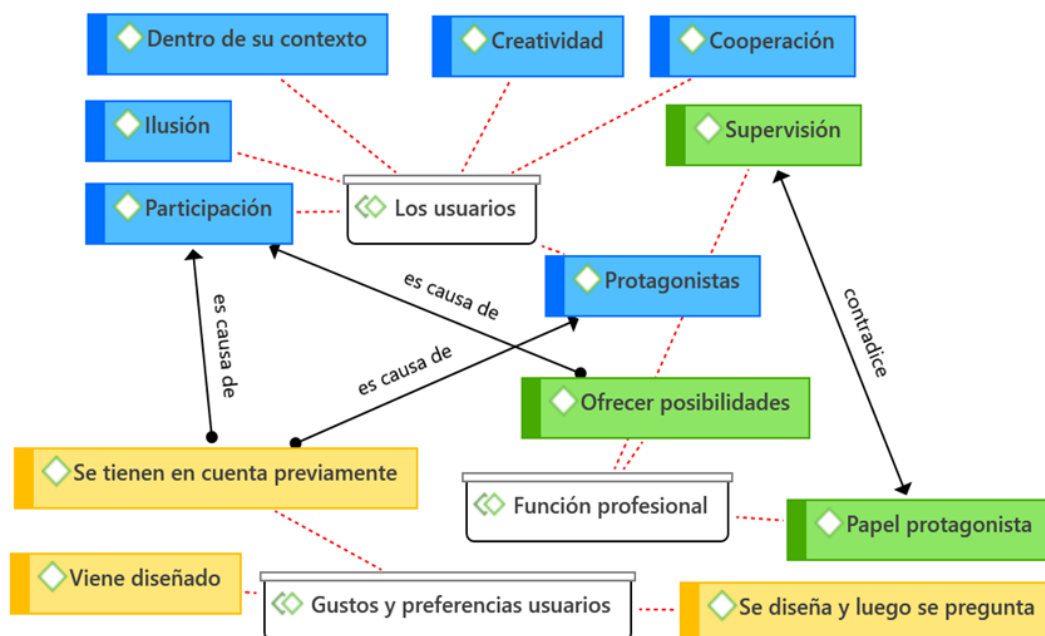 Dentro de su contexto
Creatividad
Cooperación
Ilusión
Supervisión
Participación
Los usuarios
Protagonistas
es causa de
es causa de
es causa de
contradice
Ofrecer posibilidades
Se tienen en cuenta previamente
Función profesional
Papel protagonista
Viene diseñado
Gustos y preferencias usuarios
Se diseña y luego se pregunta